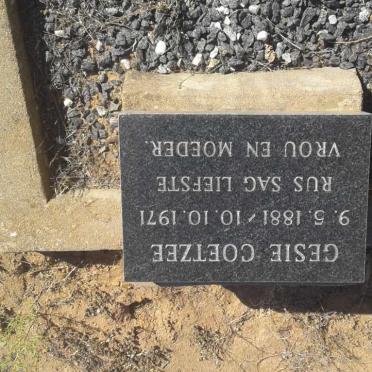 GESIE COETZEE
9.5.1881 - 10.10.1971
RUS SAG LIEFSTE
VROU EN MOEDER.